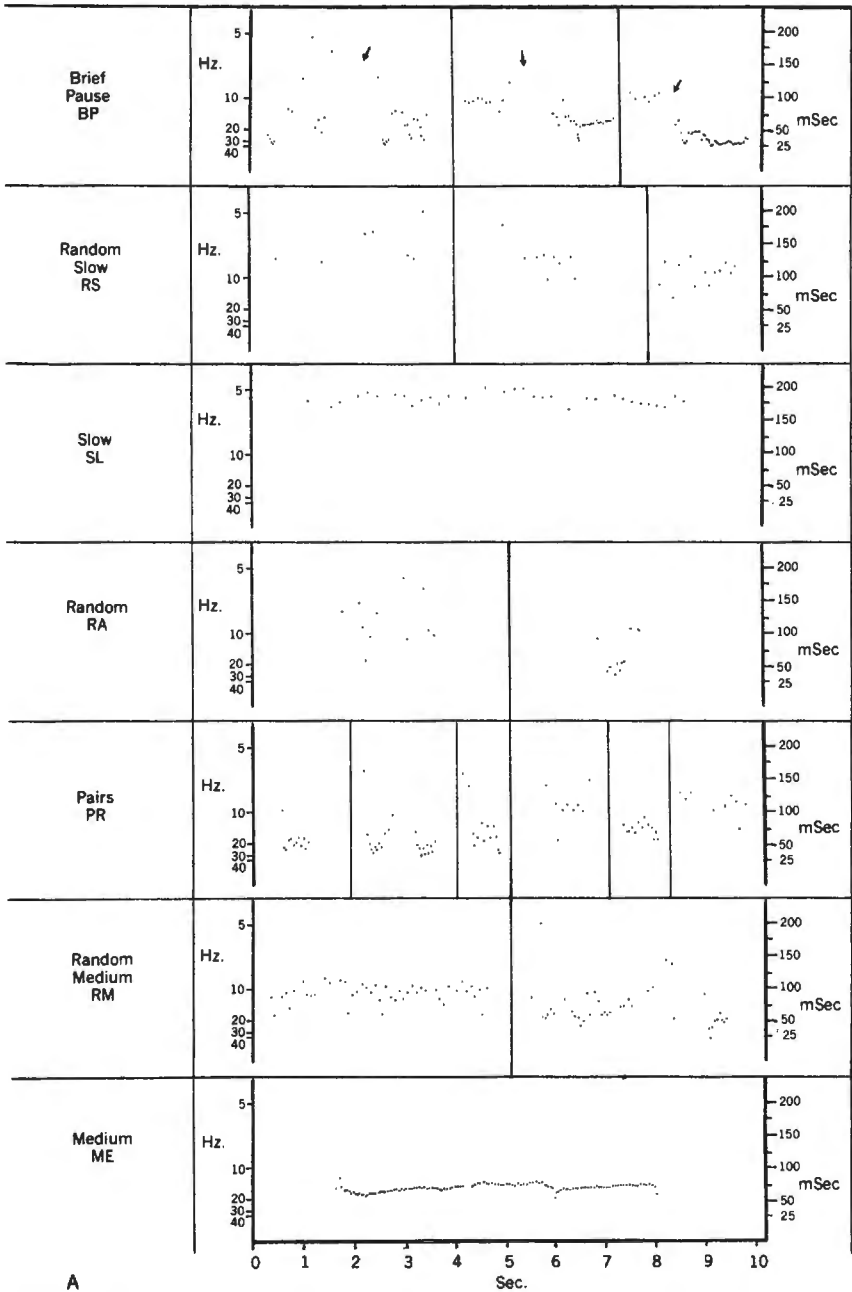 Brief
Pause
BP
Hz.
5
10
20
30
40
200
150
100
50
25
mSec
Random
Slow
RS
Hz.
5
10
20
30
40
200
150
100
50
25
mSec
Slow
SL
Hz.
5
10
20
30
40
200
150
100
50
25
mSec
Random
RA
Hz.
5
10
20
30
40
200
150
100
50
25
mSec
Pairs
PR
Hz.
5
10
20
30
40
200
150
100
50
25
mSec
Random
Medium
RM
Hz.
5
10
20
30
40
200
150
100
50
25
mSec
Medium
ME
Hz.
5
10
20
30
40
200
150
100
50
25
mSec
0 1 2 3 4 5 6 7 8 9 10
Sec.
A